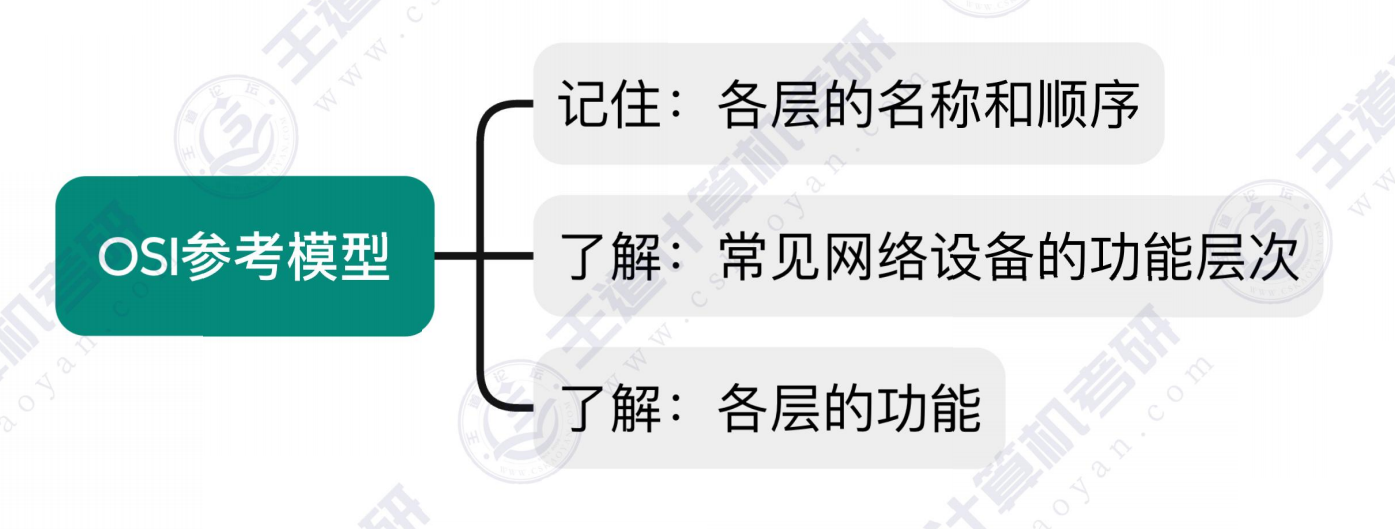 OSI参考模型
记住：各层的名称和顺序
了解：常见网络设备的功能层次
了解：各层的功能
王道计算机考研
www.cskaoyan.com